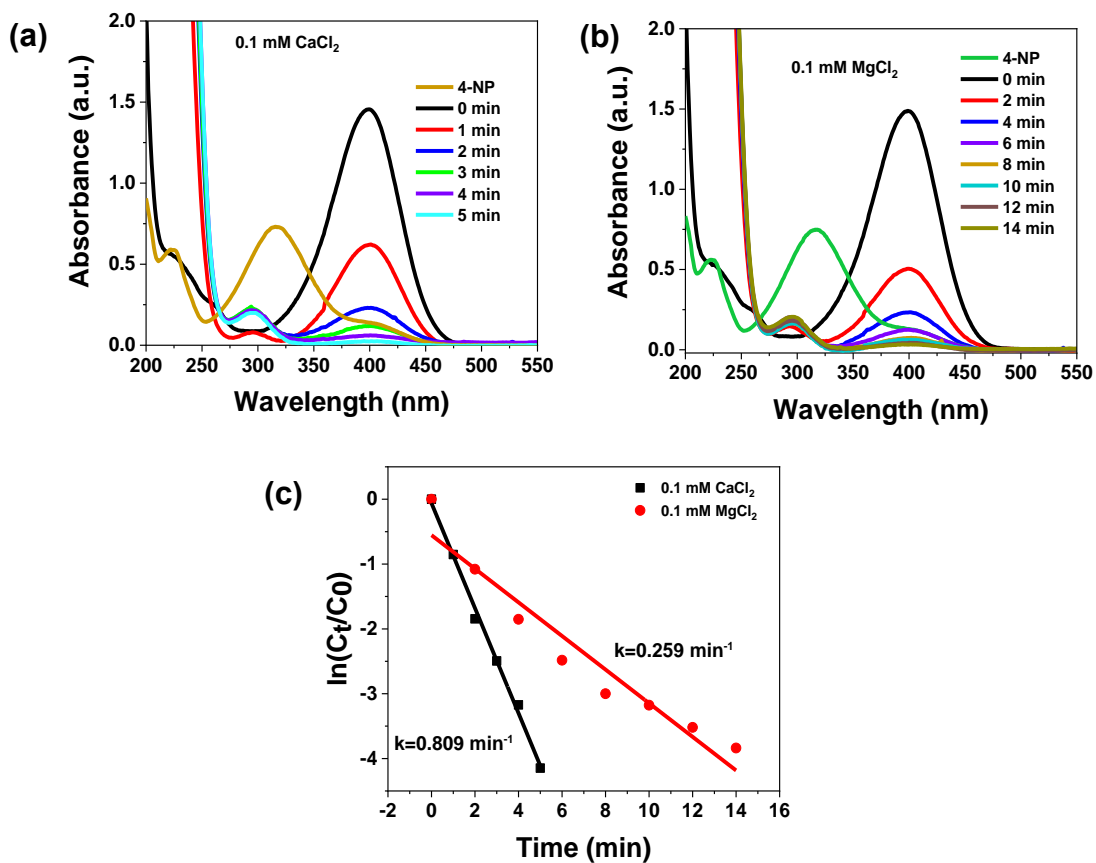 (a)
0.1 mM CaCl₂
4-NP
0 min
1 min
2 min
3 min
4 min
5 min
Absorbance (a.u.)
2.0
1.5
1.0
0.5
0.0
200 250 300 350 400 450 500 550
Wavelength (nm)
(b)
0.1 mM MgCl₂
4-NP
0 min
2 min
4 min
6 min
8 min
10 min
12 min
14 min
Absorbance (a.u.)
2.0
1.5
1.0
0.5
0.0
200 250 300 350 400 450 500 550
Wavelength (nm)
(c)
0.1 mM CaCl₂
0.1 mM MgCl₂
ln(Ct/C0)
0
-1
-2
-3
-4
k=0.259 min⁻¹
k=0.809 min⁻¹
-2 0 2 4 6 8 10 12 14 16
Time (min)